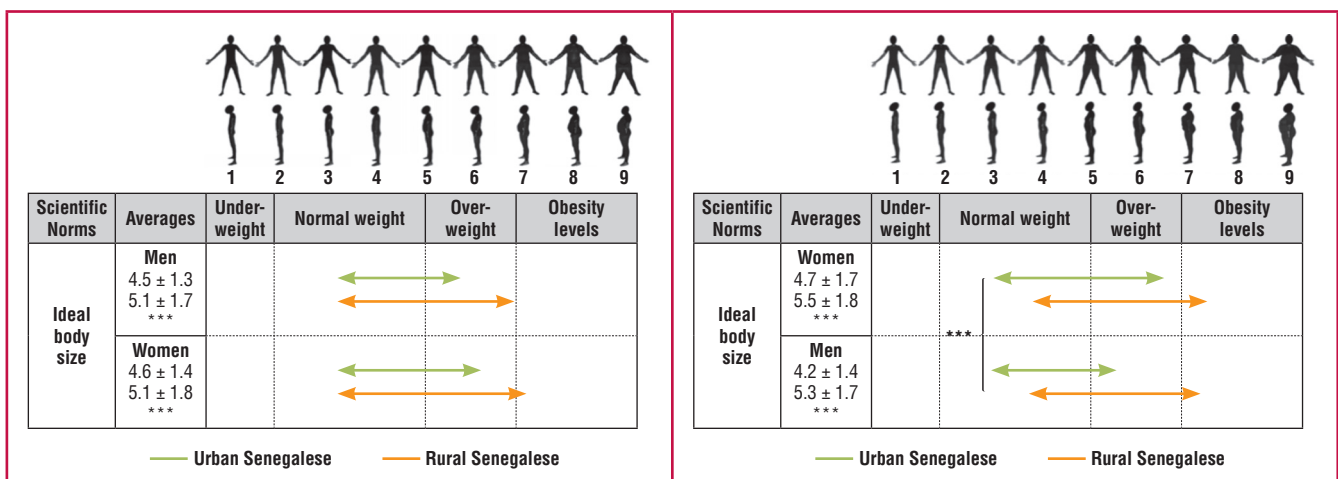 1 2 3 4 5 6 7 8 9
Scientific Norms Averages Under-weight Normal weight Over-weight Obesity levels
Ideal body size
Men
4.5 ± 1.3
5.1 ± 1.7
***
Women
4.6 ± 1.4
5.1 ± 1.8
***
Urban Senegalese Rural Senegalese
1 2 3 4 5 6 7 8 9
Scientific Norms Averages Under-weight Normal weight Over-weight Obesity levels
Ideal body size
Women
4.7 ± 1.7
5.5 ± 1.8
***
***
Men
4.2 ± 1.4
5.3 ± 1.7
***
Urban Senegalese Rural Senegalese